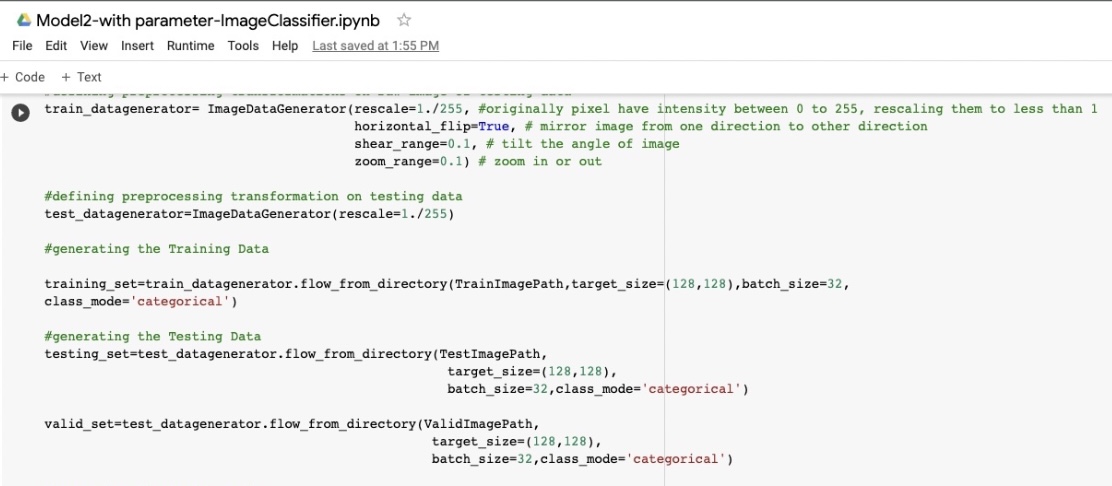 Model2-with parameter-ImageClassifier.ipynb
File Edit View Insert Runtime Tools Help Last saved at 1:55 PM
+ Code + Text
train_datagenerator= ImageDataGenerator(rescale=1./255, #originally pixel have intensity between 0 to 255, rescaling them to less than 1
horizontal_flip=True, # mirror image from one direction to other direction
shear_range=0.1, # tilt the angle of image
zoom_range=0.1) # zoom in or out
#defining preprocessing transformation on testing data
test_datagenerator=ImageDataGenerator(rescale=1./255)
#generating the Training Data
training_set=train_datagenerator.flow_from_directory(TrainImagePath,target_size=(128,128),batch_size=32,
class_mode='categorical')
#generating the Testing Data
testing_set=test_datagenerator.flow_from_directory(TestImagePath,
target_size=(128,128),
batch_size=32,class_mode='categorical')
valid_set=test_datagenerator.flow_from_directory(ValidImagePath,
target_size=(128,128),
batch_size=32,class_mode='categorical')